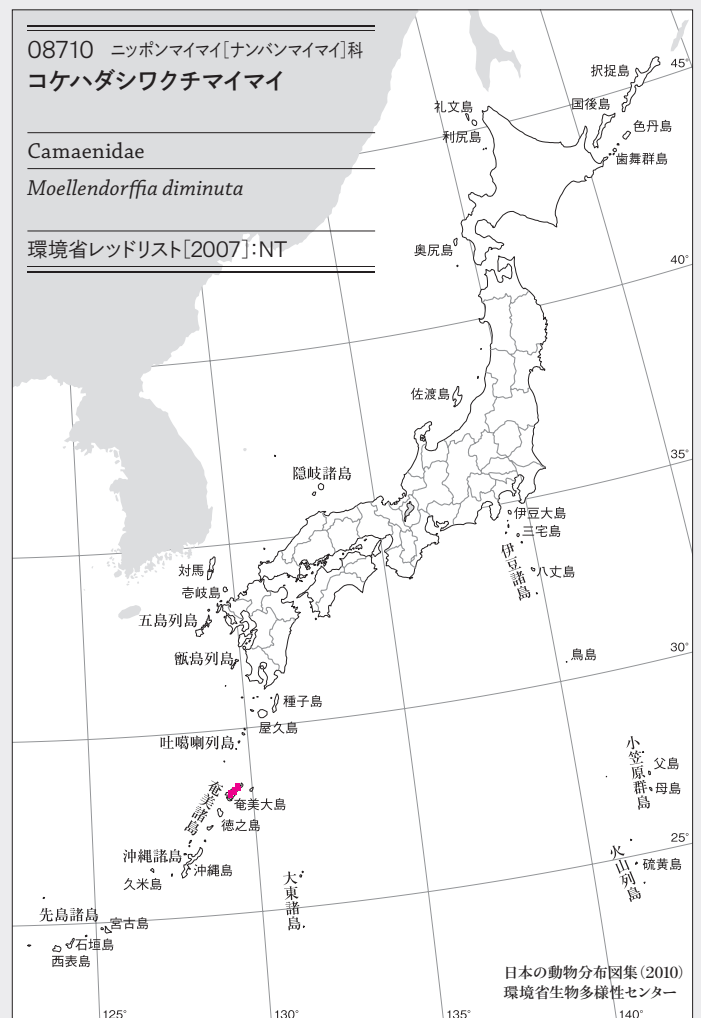 08710 ニッポンマイマイ[ナンバンマイマイ]科
コケハダシワクチマイマイ
Camaenidae
Moellendorffia diminuta
環境省レッドリスト[2007]:NT
45°
択捉島
国後島
色丹島
歯舞群島
礼文島
利尻島
奥尻島
40°
佐渡島
35°
隠岐諸島
伊豆大島
三宅島
伊豆諸島
八丈島
対馬
壱岐島
五島列島
甑島列島
鳥島
30°
種子島
屋久島
吐噶喇列島
小笠原群島
父島
母島
奄美諸島
奄美大島
徳之島
25°
沖縄諸島
沖縄島
久米島
火山列島
硫黄島
大東諸島
先島諸島
宮古島
石垣島
西表島
日本の動物分布図集(2010)
環境省生物多様性センター
125°
130°
135°
140°